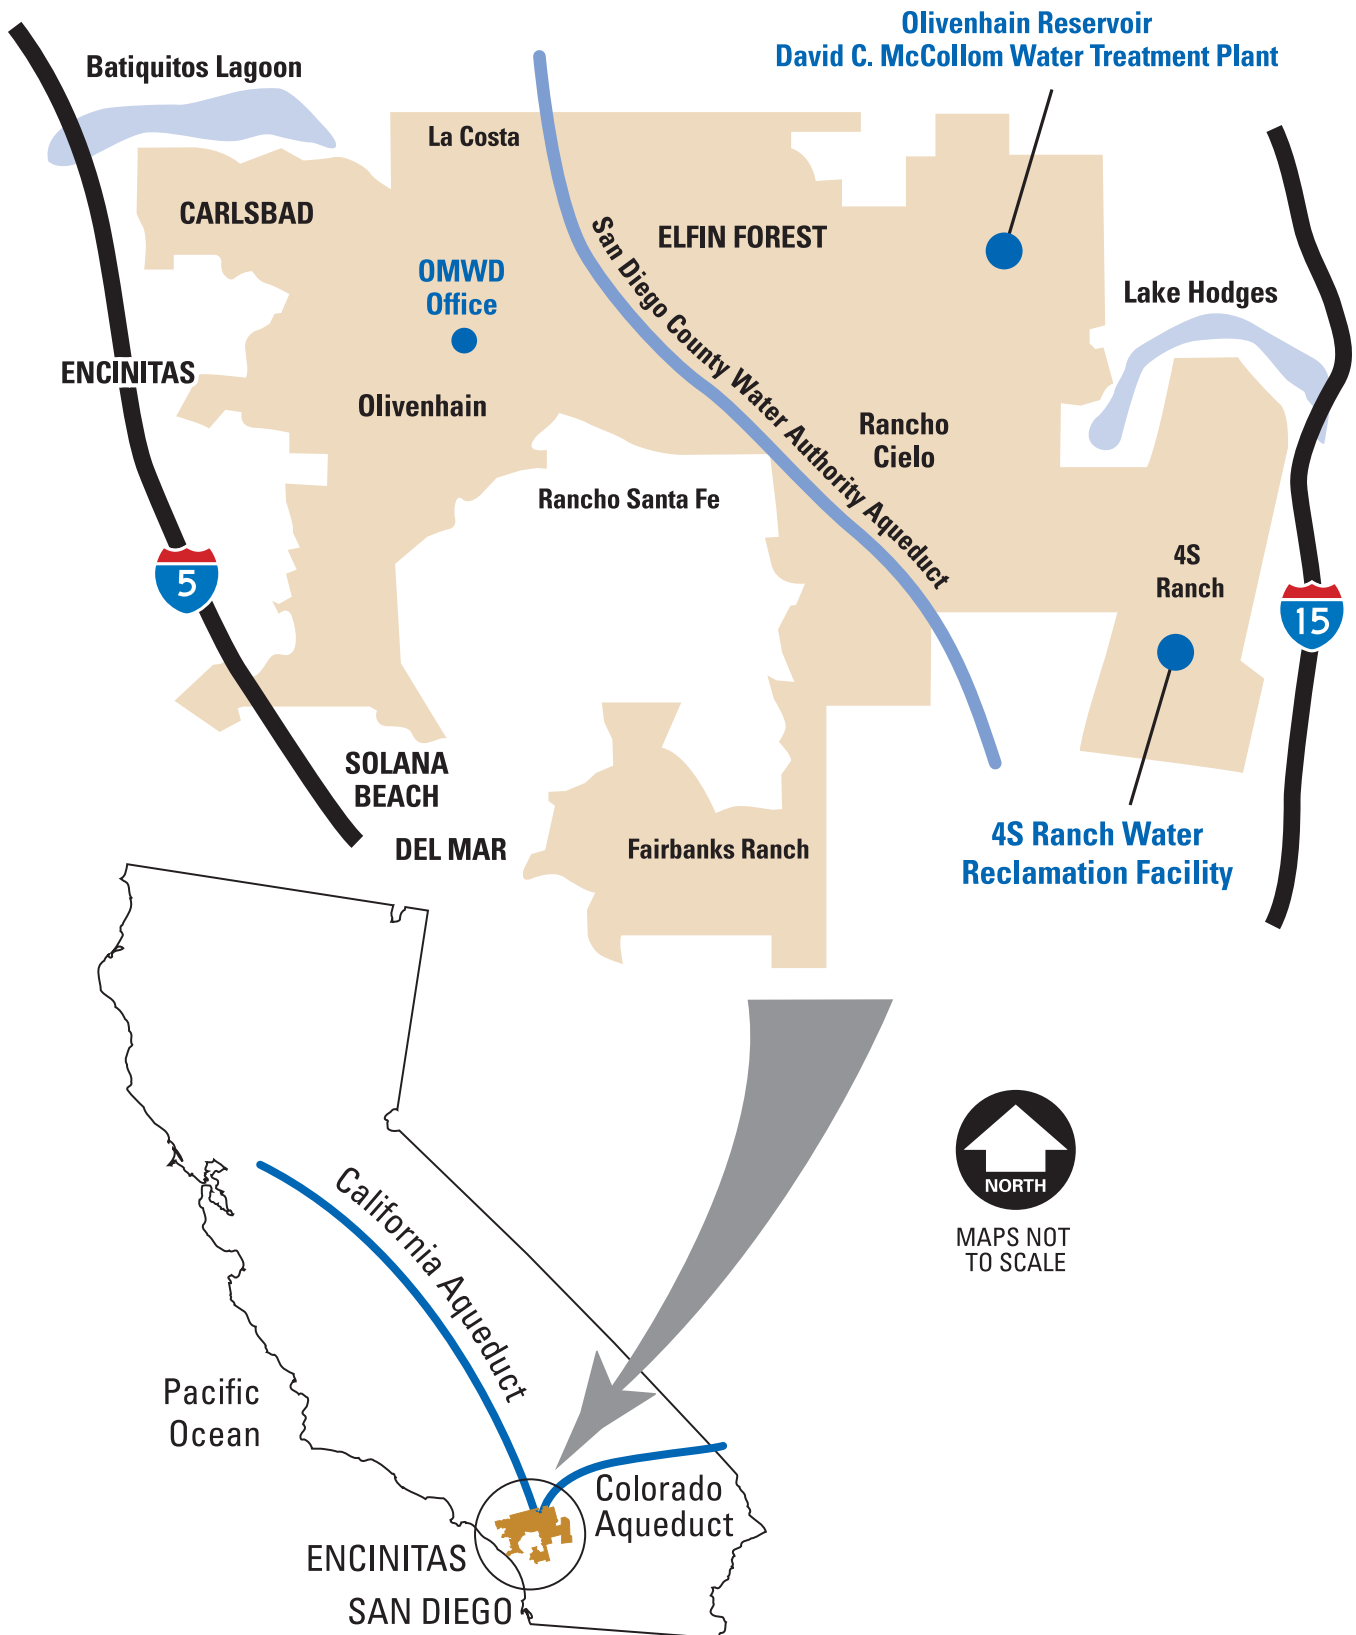 Olivenhain Reservoir
David C. McCollom Water Treatment Plant
Batiquitos Lagoon
La Costa
CARLSBAD
ELFIN FOREST
OMWD
Office
Lake Hodges
San Diego County Water Authority Aqueduct
ENCINITAS
Olivenhain
Rancho
Cielo
Rancho Santa Fe
4S
Ranch
5
15
SOLANA
BEACH
DEL MAR
Fairbanks Ranch
4S Ranch Water
Reclamation Facility
NORTH
MAPS NOT
TO SCALE
California Aqueduct
Pacific
Ocean
Colorado
Aqueduct
ENCINITAS
SAN DIEGO